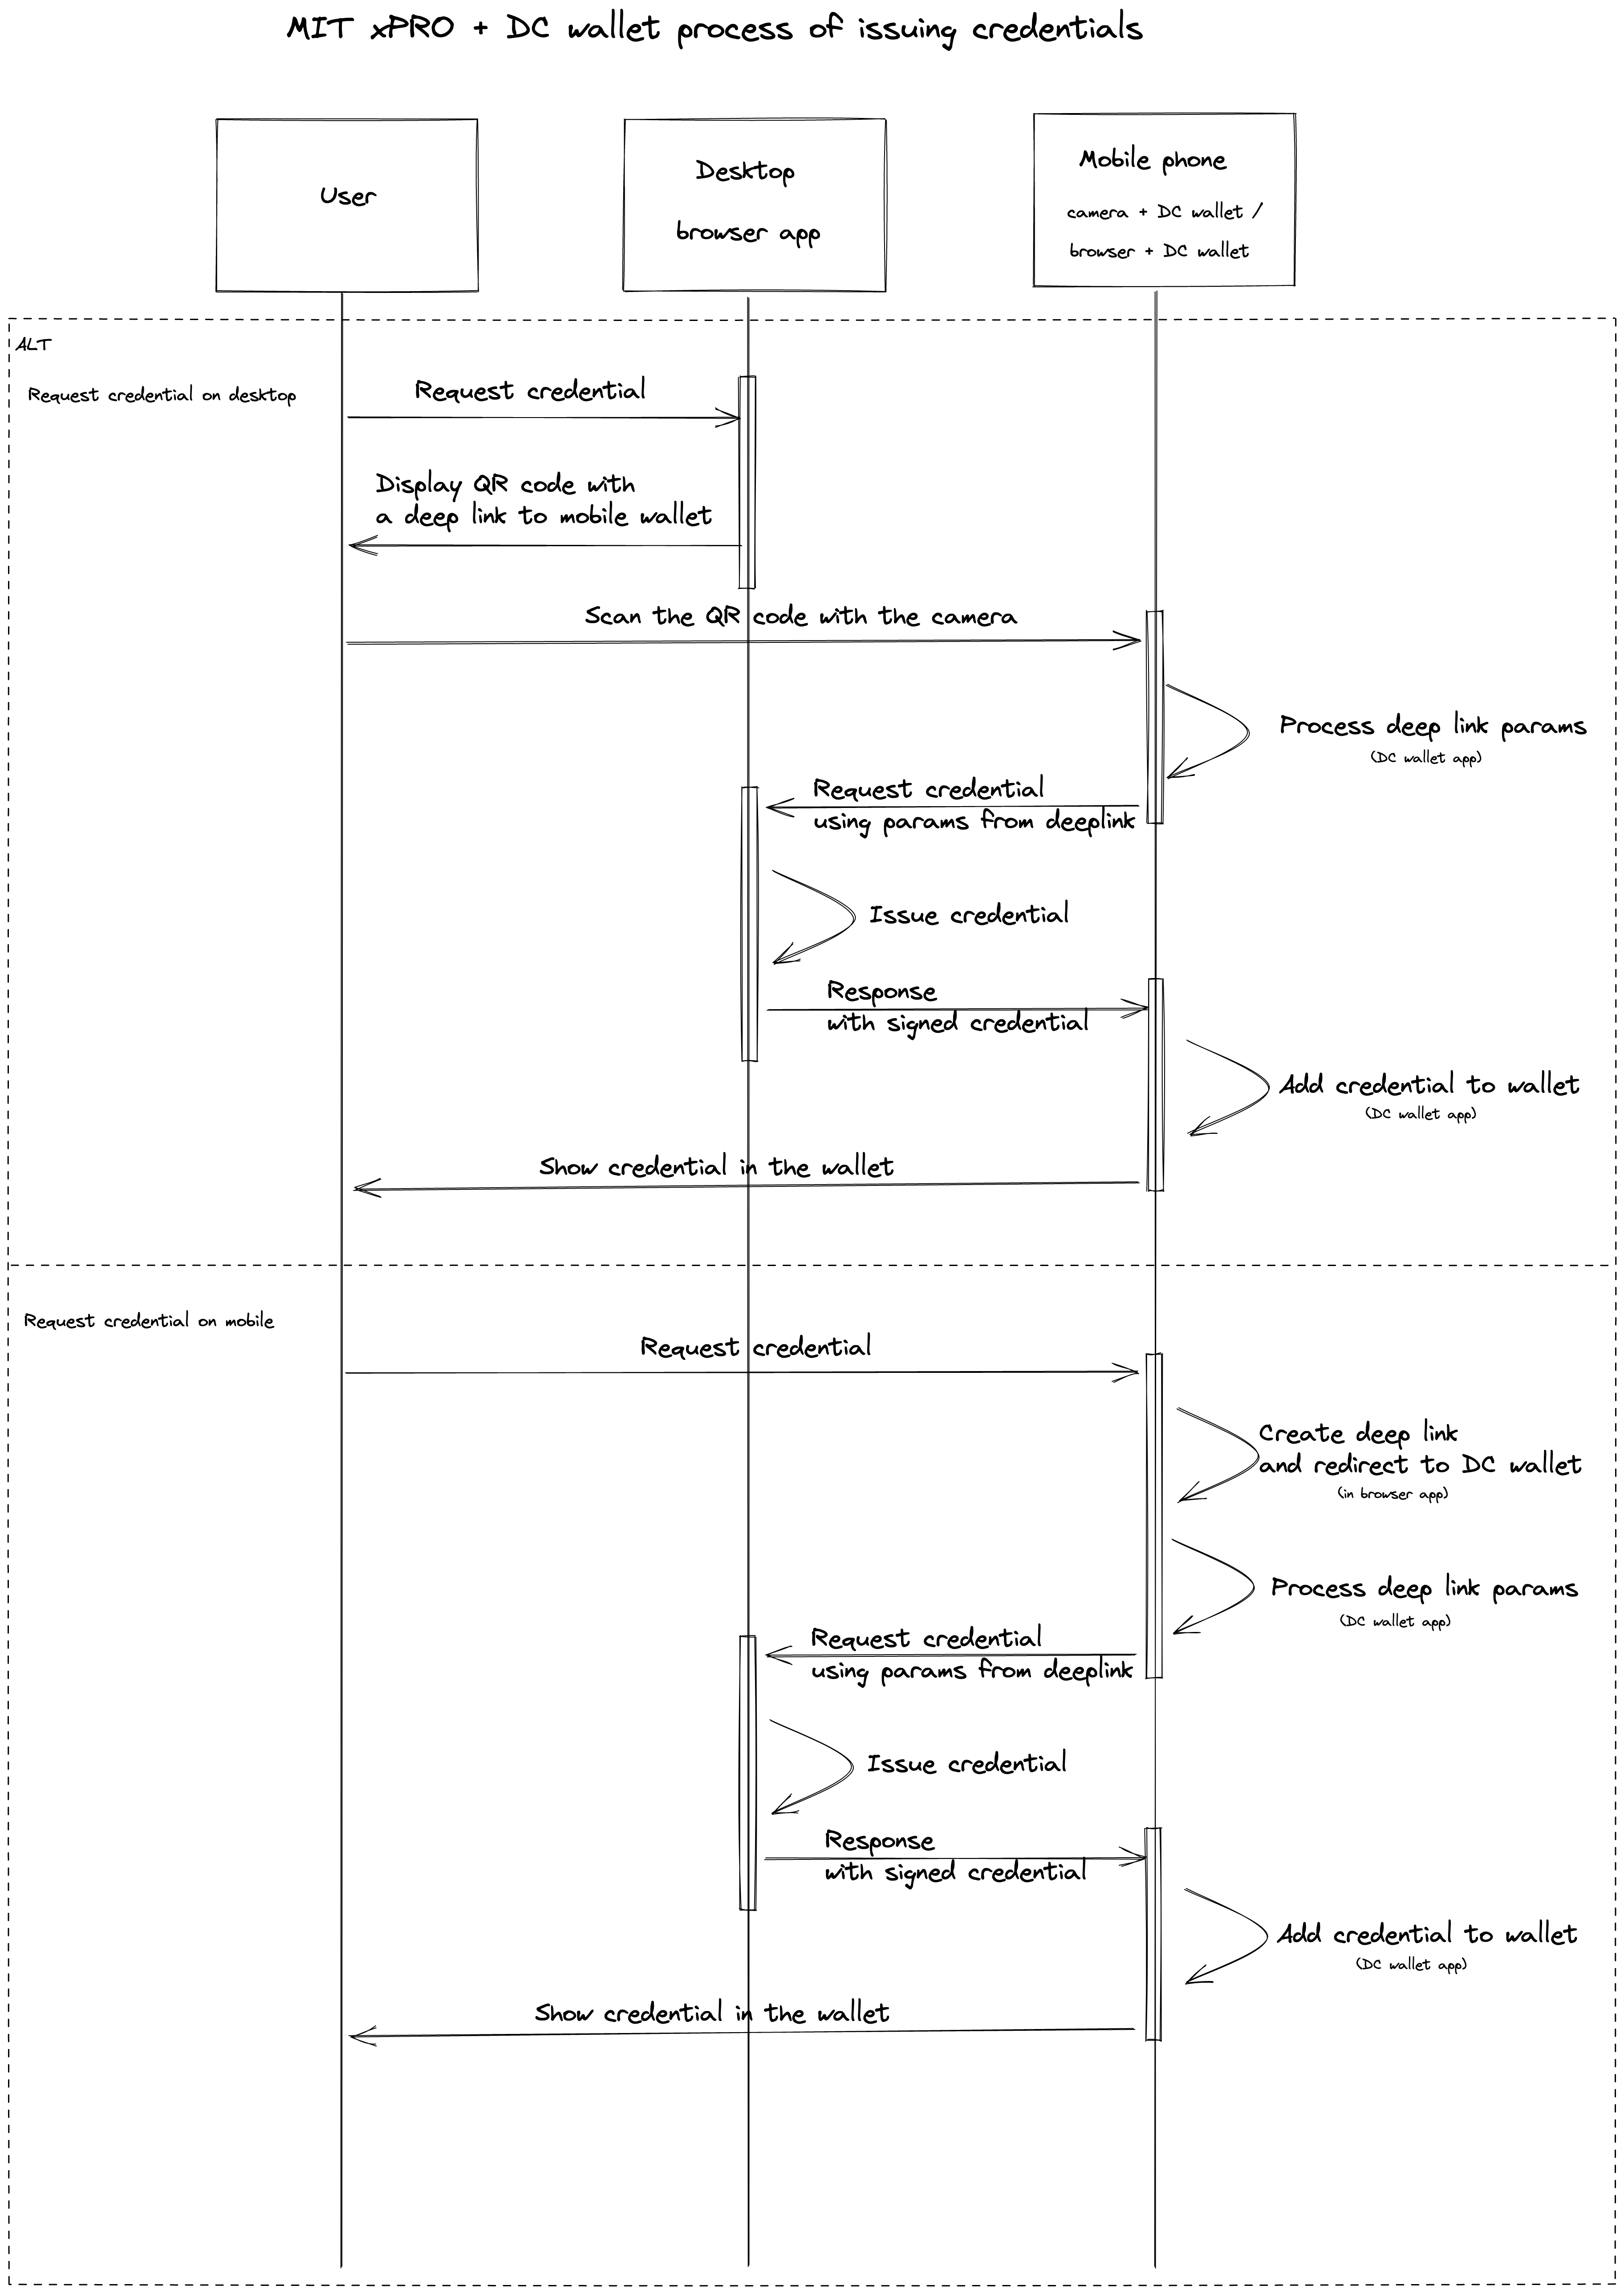 MIT xPRO + DC wallet process of issuing credentials
User
Desktop
browser app
Mobile phone
camera + DC wallet /
browser + DC wallet
ALT
Request credential on desktop
Request credential
Display QR code with
a deep link to mobile wallet
Scan the QR code with the camera
Process deep link params
(DC wallet app)
Request credential
using params from deeplink
Issue credential
Response
with signed credential
Add credential to wallet
(DC wallet app)
Show credential in the wallet
Request credential on mobile
Request credential
Create deep link
and redirect to DC wallet
(in browser app)
Process deep link params
(DC wallet app)
Request credential
using params from deeplink
Issue credential
Response
with signed credential
Add credential to wallet
(DC wallet app)
Show credential in the wallet